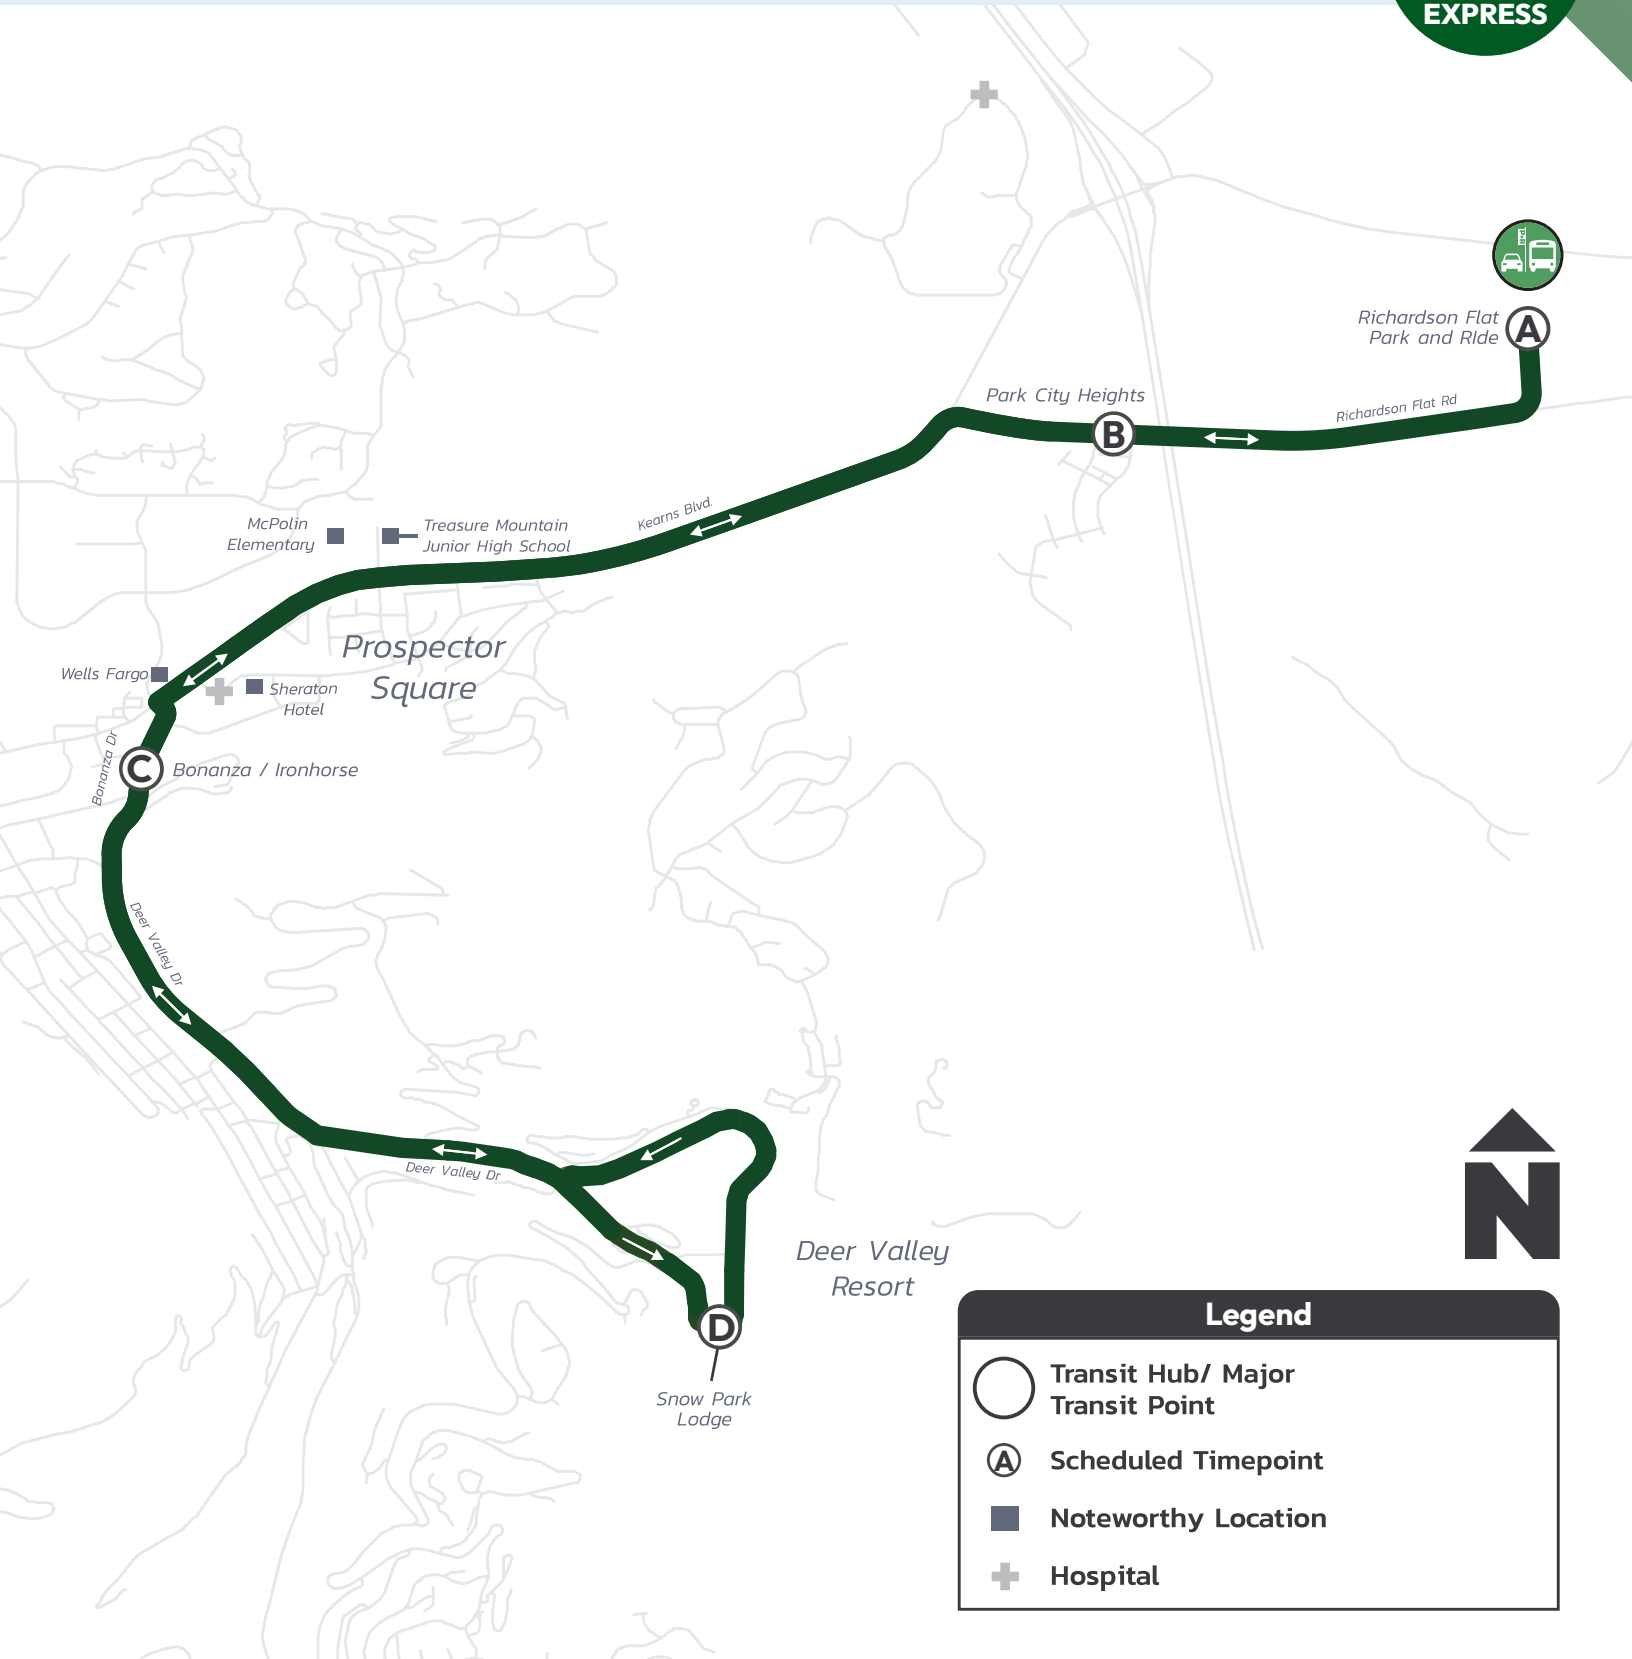 EXPRESS
P+R
Richardson Flat
Park and RIde
A
Park City Heights
B
Richardson Flat Rd
Kearns Blvd.
McPolin
Elementary
Treasure Mountain
Junior High School
Prospector
Square
Wells Fargo
Sheraton
Hotel
Bonanza Dr
C
Bonanza / Ironhorse
Deer Valley Dr
Deer Valley Dr
Deer Valley
Resort
D
Snow Park
Lodge
N
Legend
Transit Hub/ Major
Transit Point
A
Scheduled Timepoint
Noteworthy Location
Hospital